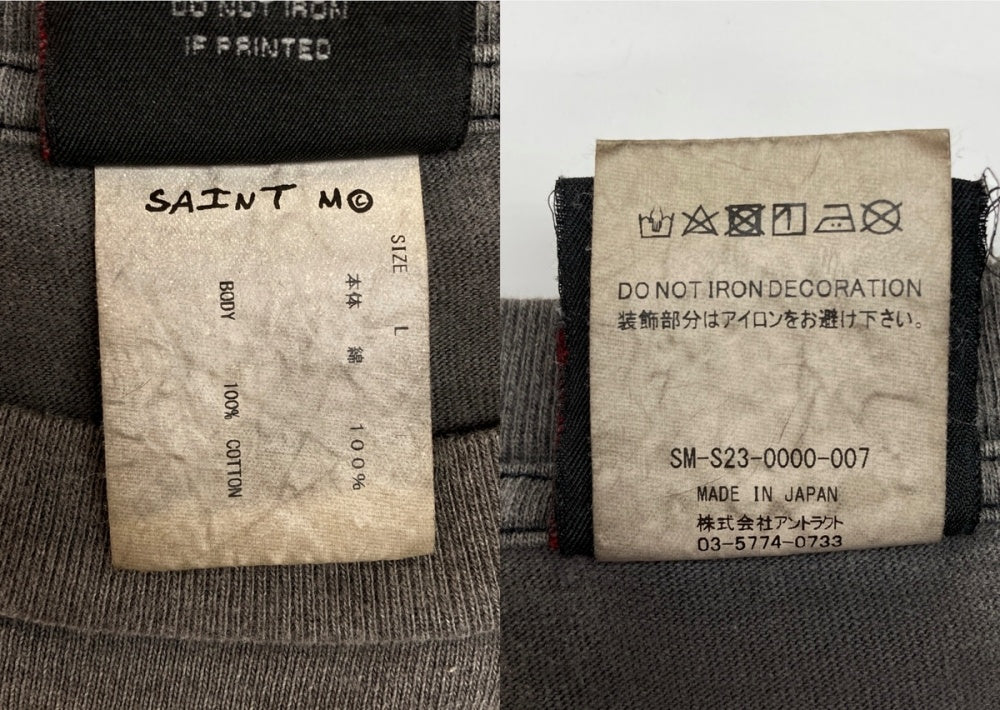 DO NOT IRON
IF PRINTED
SAINT M©
SIZE L
本体 綿 100%
BODY 100% COTTON
DO NOT IRON DECORATION
装飾部分はアイロンをお避け下さい。
SM-S23-0000-007
MADE IN JAPAN
株式会社アントラクト
03-5774-0733